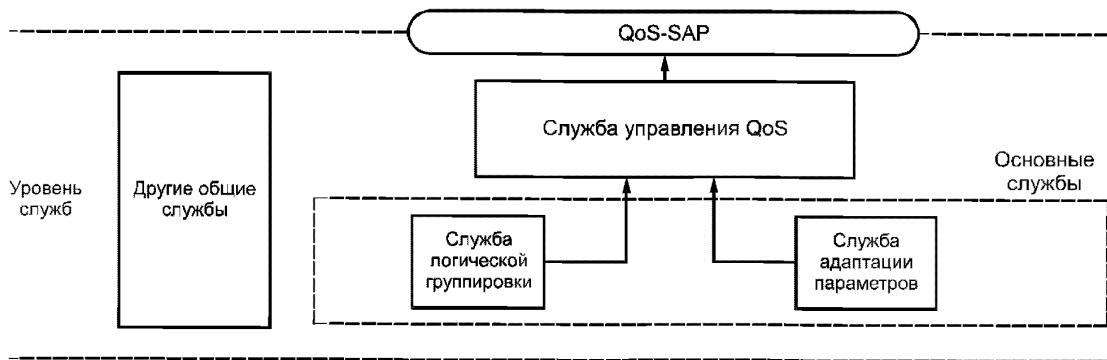 QoS-SAP
Служба управления QoS
Основные
службы
Уровень
служб
Другие общие
службы
Служба
логической
группировки
Служба
адаптации
параметров